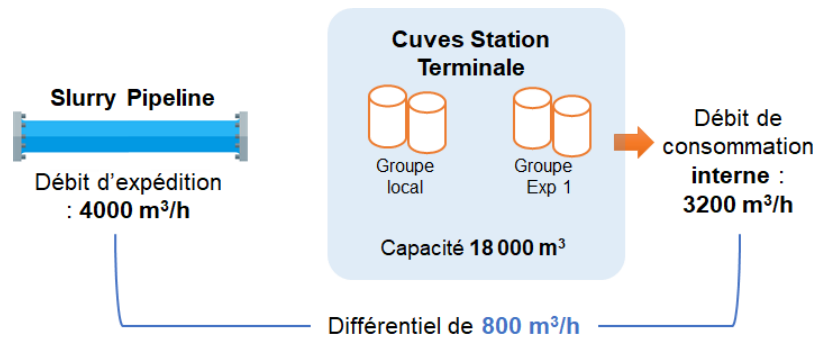 Cuves Station
Terminale
Slurry Pipeline
Débit d'expédition
: 4000 m³/h
Groupe
local
Groupe
Exp 1
Capacité 18 000 m³
Débit de
consommation
interne :
3200 m³/h
Différentiel de 800 m³/h